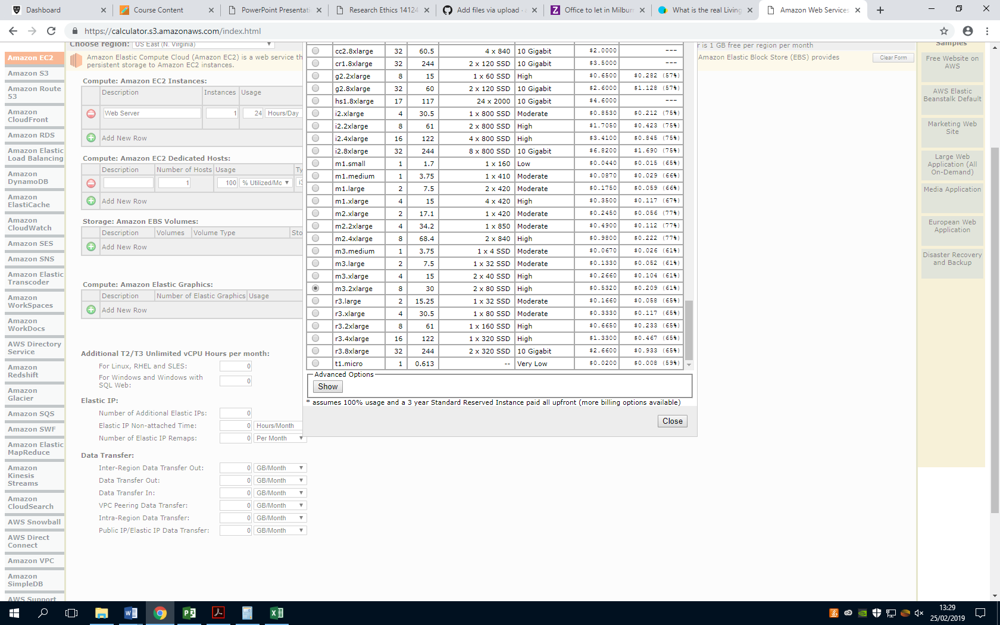 Dashboard
Course Content
PowerPoint Presentati
Research Ethics 14124
Add files via upload ·
Office to let in Milburn
What is the real Living
Amazon Web Services
https://calculator.s3.amazonaws.com/index.html
Choose region: US East (N. Virginia)
r is 1 GB free per region per month
Amazon Elastic Compute Cloud (Amazon EC2) is a web service th
persistent storage to Amazon EC2 instances.
Amazon Elastic Block Store (EBS) provides
Clear Form
Amazon EC2
Amazon S3
Amazon Route 53
Amazon CloudFront
Amazon RDS
Amazon Elastic Load Balancing
Amazon DynamoDB
Amazon ElastiCache
Amazon CloudWatch
Amazon SES
Amazon SNS
Amazon Elastic Transcoder
Amazon WorkSpaces
Amazon WorkDocs
AWS Directory Service
Amazon Redshift
Amazon Glacier
Amazon SQS
Amazon SWF
Amazon Elastic MapReduce
Amazon Kinesis Streams
Amazon CloudSearch
AWS Snowball
AWS Direct Connect
Amazon VPC
Amazon SimpleDB
AWS Support
Compute: Amazon EC2 Instances:
Description Instances Usage
Web Server 1 24 Hours/Day
Add New Row
Compute: Amazon EC2 Dedicated Hosts:
Description Number of Hosts Usage Ty
1 100 % Utilized/Mo i3
Add New Row
Storage: Amazon EBS Volumes:
Description Volumes Volume Type Sto
Add New Row
Compute: Amazon Elastic Graphics:
Description Number of Elastic Graphics Usage
Add New Row
Additional T2/T3 Unlimited vCPU Hours per month:
For Linux, RHEL and SLES: 0
For Windows and Windows with SQL Web: 0
Elastic IP:
Number of Additional Elastic IPs: 0
Elastic IP Non-attached Time: 0 Hours/Month
Number of Elastic IP Remaps: 0 Per Month
Data Transfer:
Inter-Region Data Transfer Out: 0 GB/Month
Data Transfer Out: 0 GB/Month
Data Transfer In: 0 GB/Month
VPC Peering Data Transfer: 0 GB/Month
Intra-Region Data Transfer: 0 GB/Month
Public IP/Elastic IP Data Transfer: 0 GB/Month
cc2.8xlarge 32 60.5 4 x 840 10 Gigabit $2.0000 ---
cr1.8xlarge 32 244 2 x 120 SSD 10 Gigabit $3.5000 ---
g2.2xlarge 8 15 1 x 60 SSD High $0.6500 $0.282 (57%)
g2.8xlarge 32 60 2 x 120 SSD 10 Gigabit $2.6000 $1.128 (57%)
hs1.8xlarge 17 117 24 x 2000 10 Gigabit $4.6000 ---
i2.xlarge 4 30.5 1 x 800 SSD Moderate $0.8530 $0.212 (75%)
i2.2xlarge 8 61 2 x 800 SSD High $1.7050 $0.423 (75%)
i2.4xlarge 16 122 4 x 800 SSD High $3.4100 $0.845 (75%)
i2.8xlarge 32 244 8 x 800 SSD 10 Gigabit $6.8200 $1.690 (75%)
m1.small 1 1.7 1 x 160 Low $0.0440 $0.015 (65%)
m1.medium 1 3.75 1 x 410 Moderate $0.0870 $0.029 (66%)
m1.large 2 7.5 2 x 420 Moderate $0.1750 $0.059 (66%)
m1.xlarge 4 15 4 x 420 High $0.3500 $0.117 (67%)
m2.xlarge 2 17.1 1 x 420 Moderate $0.2450 $0.056 (77%)
m2.2xlarge 4 34.2 1 x 850 Moderate $0.4900 $0.112 (77%)
m2.4xlarge 8 68.4 2 x 840 High $0.9800 $0.222 (77%)
m3.medium 1 3.75 1 x 4 SSD Moderate $0.0670 $0.026 (61%)
m3.large 2 7.5 1 x 32 SSD Moderate $0.1330 $0.052 (61%)
m3.xlarge 4 15 2 x 40 SSD High $0.2660 $0.104 (61%)
m3.2xlarge 8 30 2 x 80 SSD High $0.5320 $0.209 (61%)
r3.large 2 15.25 1 x 32 SSD Moderate $0.1660 $0.058 (65%)
r3.xlarge 4 30.5 1 x 80 SSD Moderate $0.3330 $0.117 (65%)
r3.2xlarge 8 61 1 x 160 SSD High $0.6650 $0.233 (65%)
r3.4xlarge 16 122 1 x 320 SSD High $1.3300 $0.467 (65%)
r3.8xlarge 32 244 2 x 320 SSD 10 Gigabit $2.6600 $0.933 (65%)
t1.micro 1 0.613 -- Very Low $0.0200 $0.008 (59%)
Advanced Options
Show
* assumes 100% usage and a 3 year Standard Reserved Instance paid all upfront (more billing options available)
Close
Samples
Free Website on AWS
AWS Elastic Beanstalk Default
Marketing Web Site
Large Web Application (All On-Demand)
Media Application
European Web Application
Disaster Recovery and Backup
13:29
25/02/2019